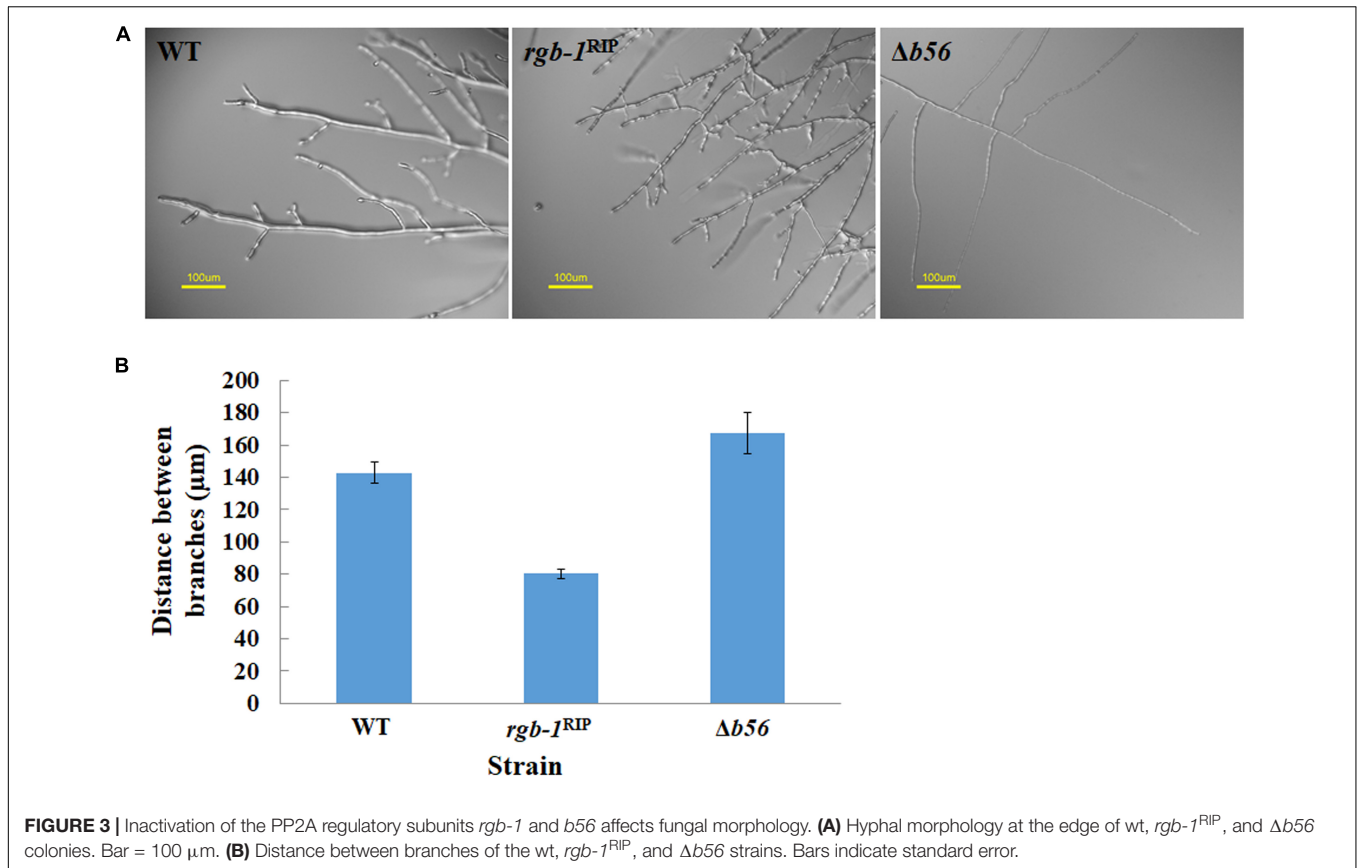 A
WT
rgb-1RIP
Δb56
100um
100um
100um
B
200
180
160
140
120
100
80
60
40
20
0
Distance between
branches (μm)
WT
rgb-1RIP
Δb56
Strain
FIGURE 3 | Inactivation of the PP2A regulatory subunits rgb-1 and b56 affects fungal morphology. (A) Hyphal morphology at the edge of wt, rgb-1RIP, and Δb56
colonies. Bar = 100 μm. (B) Distance between branches of the wt, rgb-1RIP, and Δb56 strains. Bars indicate standard error.